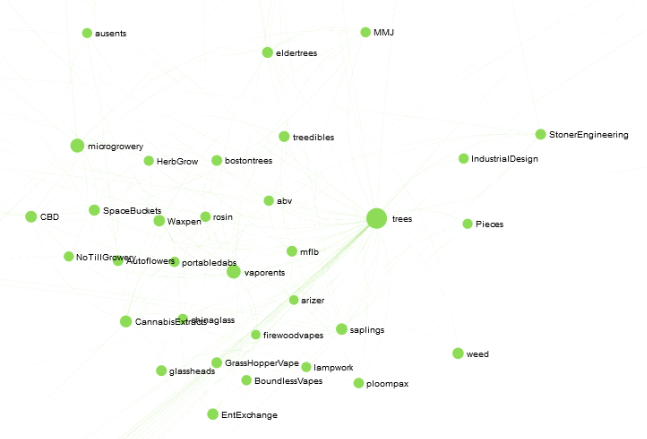 ausents
MMJ
eldertrees
StonerEngineering
treedibles
microgrowery
HerbGrow
bostontrees
IndustrialDesign
abv
CBD
SpaceBuckets
Waxpen
rosin
trees
Pieces
mflb
NoTillGrowery
Autoflowers
portabledabs
vaporents
arizer
CannabisExtracts
chinaglass
saplings
firewoodvapes
weed
GrassHopperVape
lampwork
glassheads
BoundlessVapes
ploompax
EntExchange